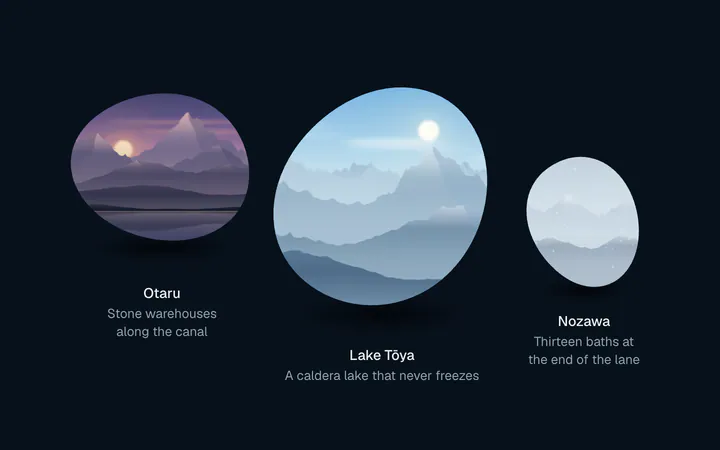 Otaru
Stone warehouses
along the canal
Lake Tōya
A caldera lake that never freezes
Nozawa
Thirteen baths at
the end of the lane